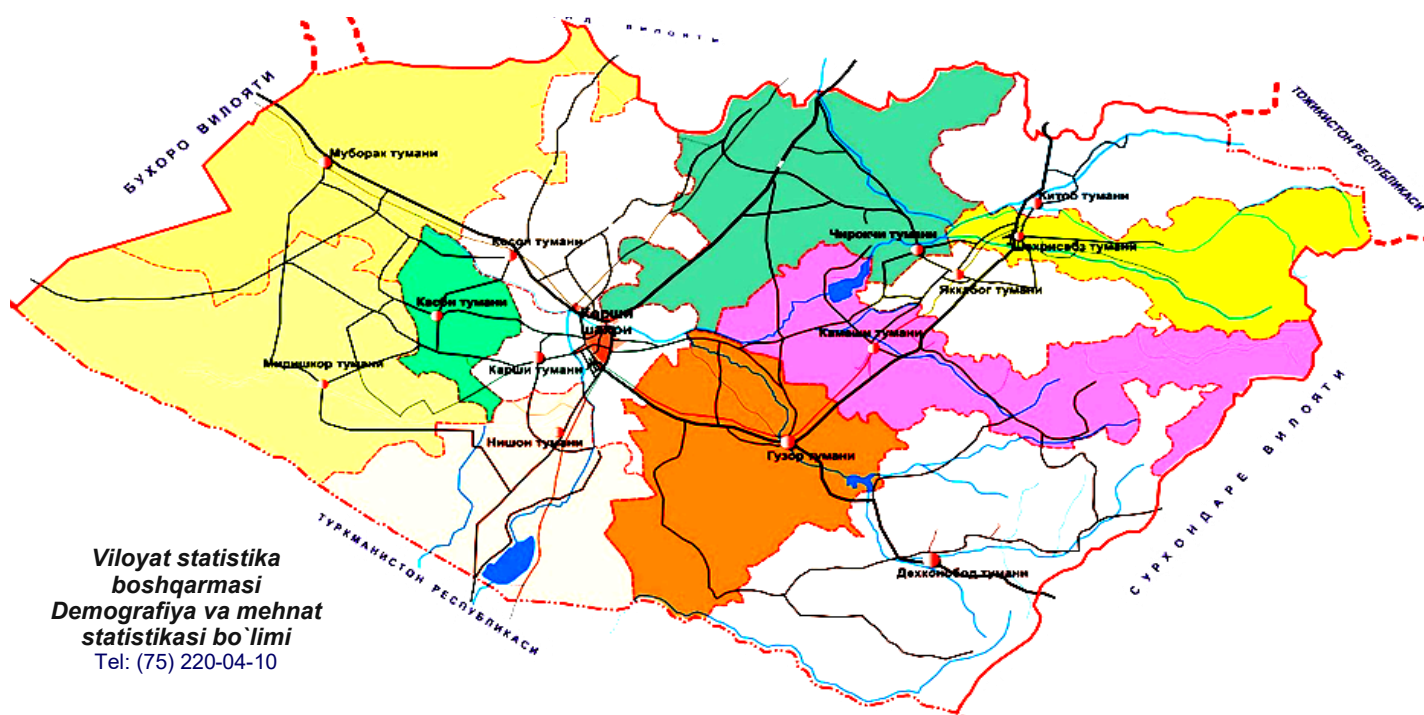 Д ВИЛОЯТИ
БУХОРО ВИЛОЯТИ
ТОЖИКИСТОН РЕСПУБЛИКАСИ
Муборак тумани
Китоб тумани
Косон тумани
Чирокчи тумани
Шахрисабз тумани
Яккабог тумани
Касби тумани
Карши
шахри
Камаши тумани
Миришкор тумани
Карши тумани
Нишон тумани
Гузор тумани
Дехконобод тумани
ТУРКМАНИСТОН РЕСПУБЛИКАСИ
СУРХОНДАРЕ ВИЛОЯТИ
Viloyat statistika
boshqarmasi
Demografiya va mehnat
statistikasi bo`limi
Tel: (75) 220-04-10